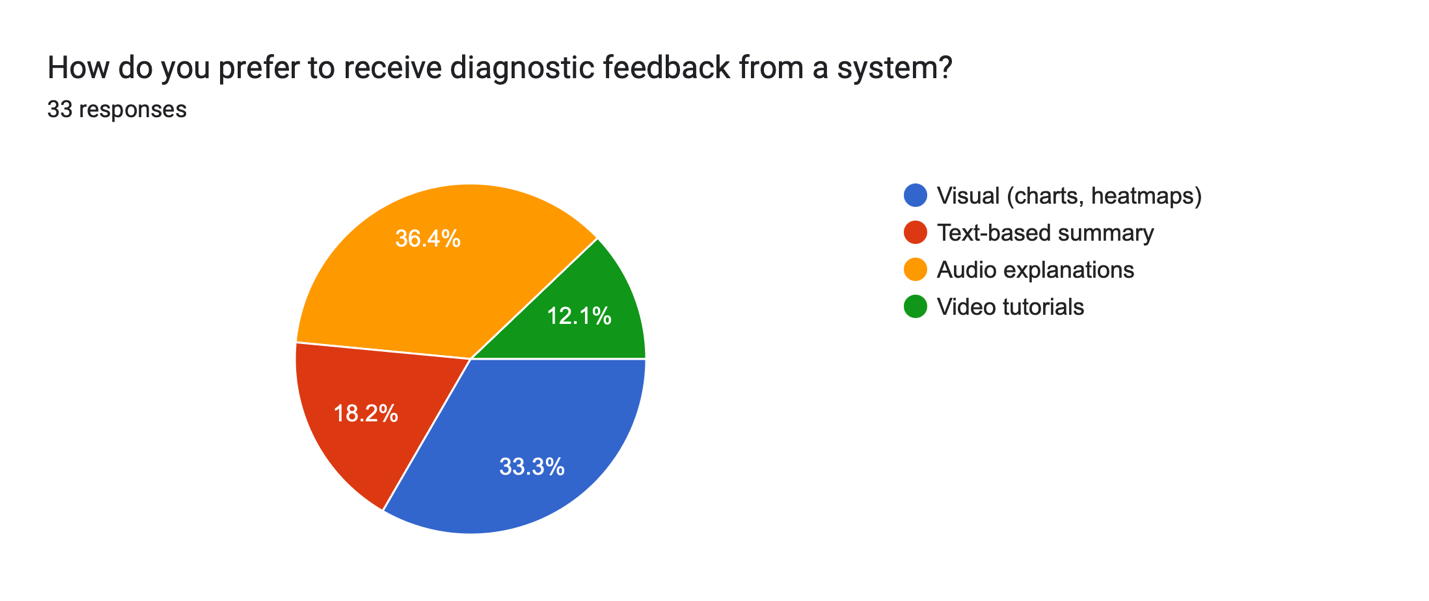 How do you prefer to receive diagnostic feedback from a system?
33 responses
36.4%
12.1%
18.2%
33.3%
Visual (charts, heatmaps)
Text-based summary
Audio explanations
Video tutorials